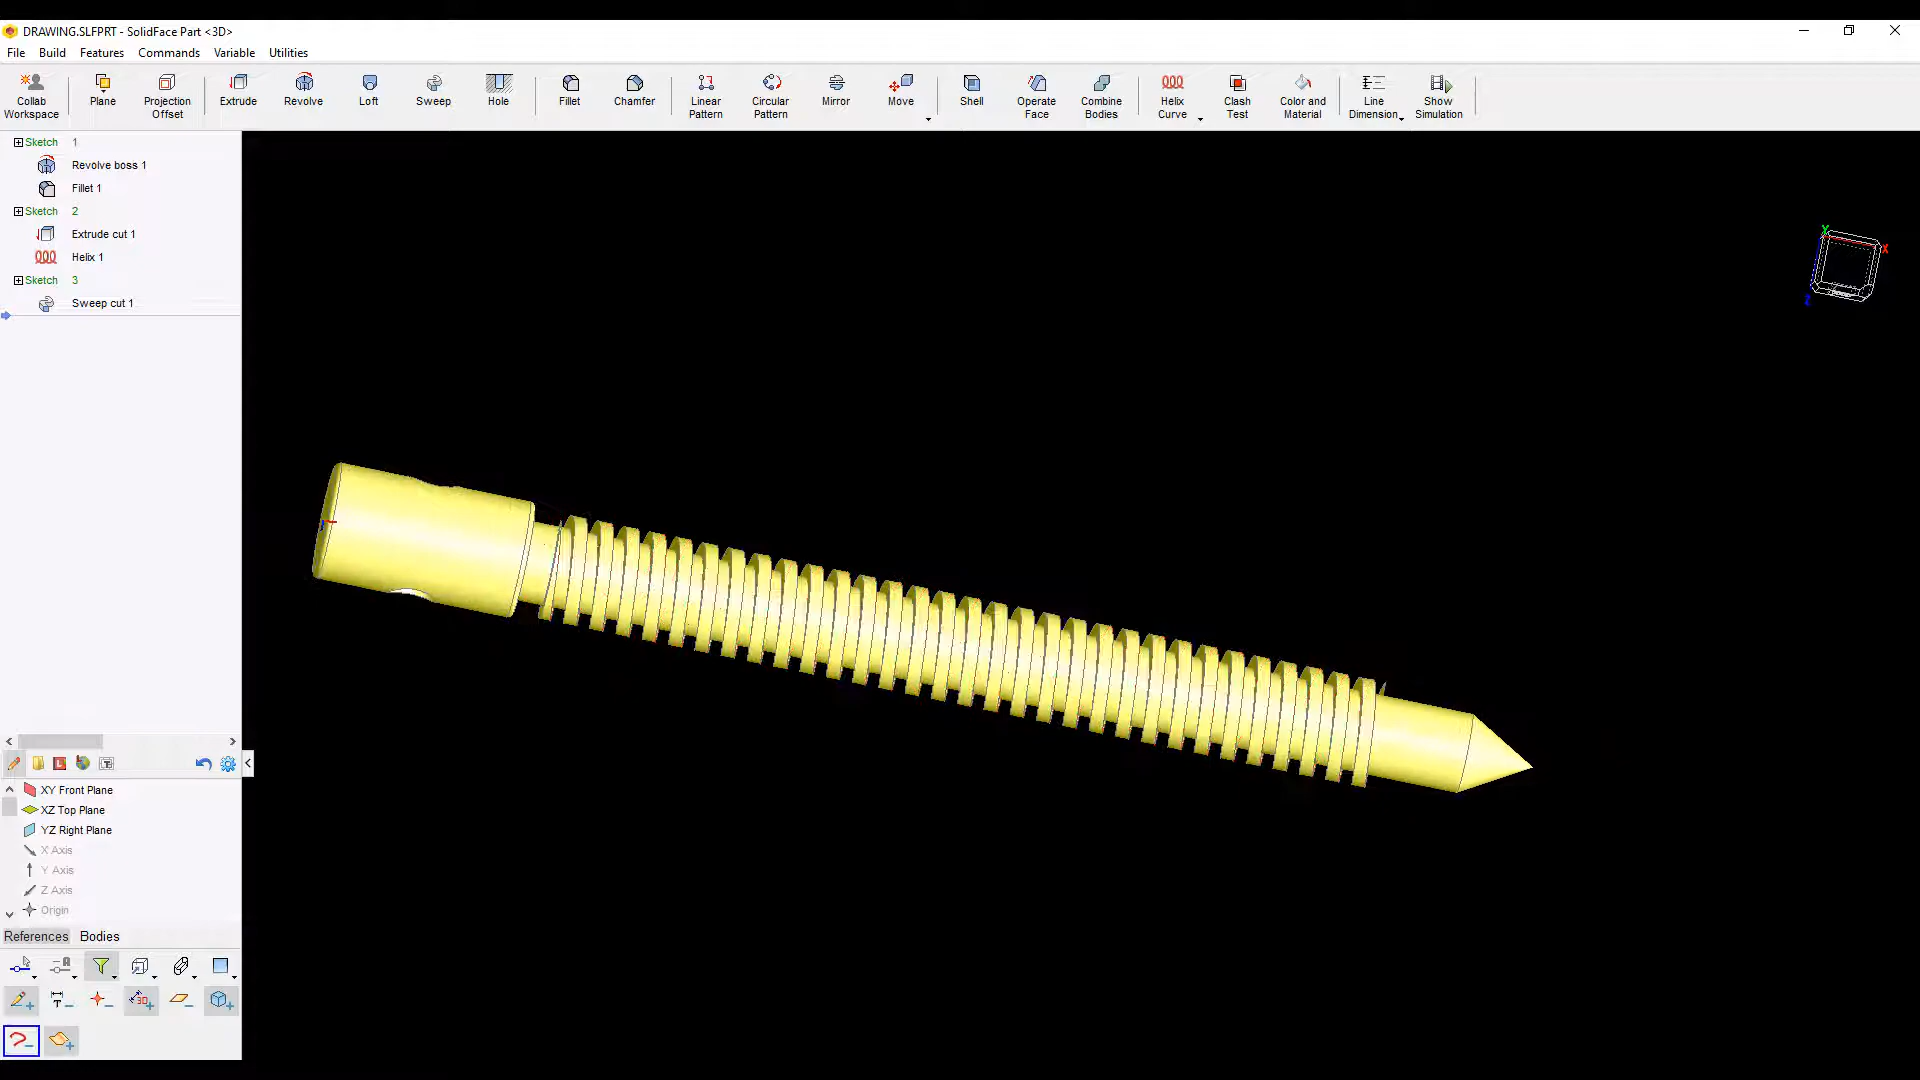 DRAWING.SLFPRT - SolidFace Part <3D>
File Build Features Commands Variable Utilities
Collab Workspace
Plane
Projection Offset
Extrude
Revolve
Loft
Sweep
Hole
Fillet
Chamfer
Linear Pattern
Circular Pattern
Mirror
Move
Shell
Operate Face
Combine Bodies
Helix Curve
Clash Test
Color and Material
Line Dimension
Show Simulation
Sketch 1
Revolve boss 1
Fillet 1
Sketch 2
Extrude cut 1
Helix 1
Sketch 3
Sweep cut 1
XY Front Plane
XZ Top Plane
YZ Right Plane
X Axis
Y Axis
Z Axis
Origin
References Bodies